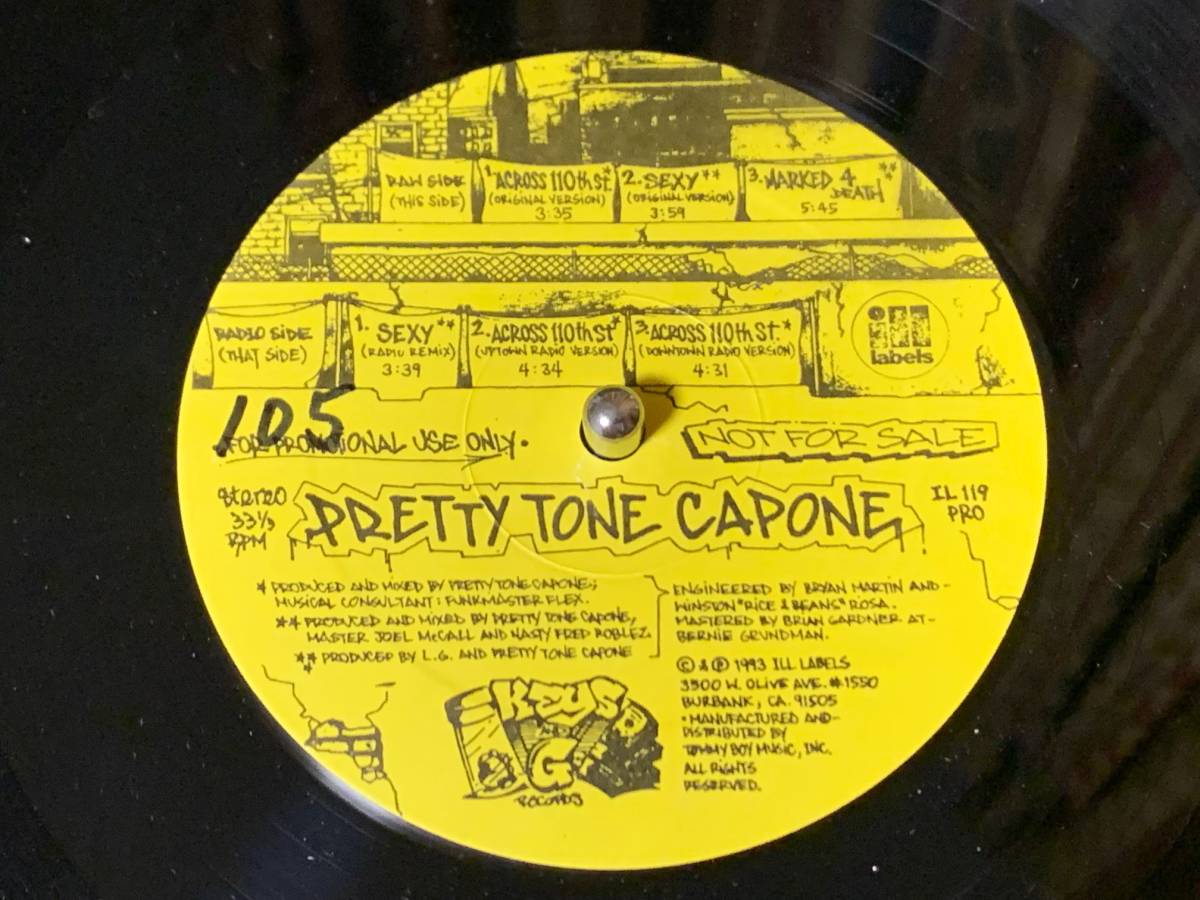 RAW SIDE
(THIS SIDE)
1. ACROSS 110th ST.*
(ORIGINAL VERSION)
3:35
2. SEXY**
(ORIGINAL VERSION)
3:59
3. MARKED 4
DEATH***
5:45
RADIO SIDE
(THAT SIDE)
1. SEXY**
(RADIO REMIX)
3:39
2. ACROSS 110th ST.*
(UPTOWN RADIO VERSION)
4:34
3. ACROSS 110th ST.*
(DOWNTOWN RADIO VERSION)
4:31
ill
labels
105
FOR PROMOTIONAL USE ONLY.
NOT FOR SALE
Stereo
33 1/3
RPM
PRETTY TONE CAPONE
IL 119
PRO
* PRODUCED AND MIXED BY PRETTY TONE CAPONE;
MUSICAL CONSULTANT: FUNKMASTER FLEX.
** PRODUCED AND MIXED BY PRETTY TONE CAPONE,
MASTER JOEL McCALL AND NASTY FRED ROBLEZ.
*** PRODUCED BY L.G. AND PRETTY TONE CAPONE
ENGINEERED BY BRYAN MARTIN AND-
WINSTON "RICE & BEANS" ROSA.
MASTERED BY BRIAN GARDNER AT-
BERNIE GRUNDMAN.
© & ℗ 1993 ILL LABELS
3500 W. OLIVE AVE. #1550
BURBANK, CA. 91505
• MANUFACTURED AND-
DISTRIBUTED BY
TOMMY BOY MUSIC, INC.
ALL RIGHTS
RESERVED.
KEYS
G
RECORDS